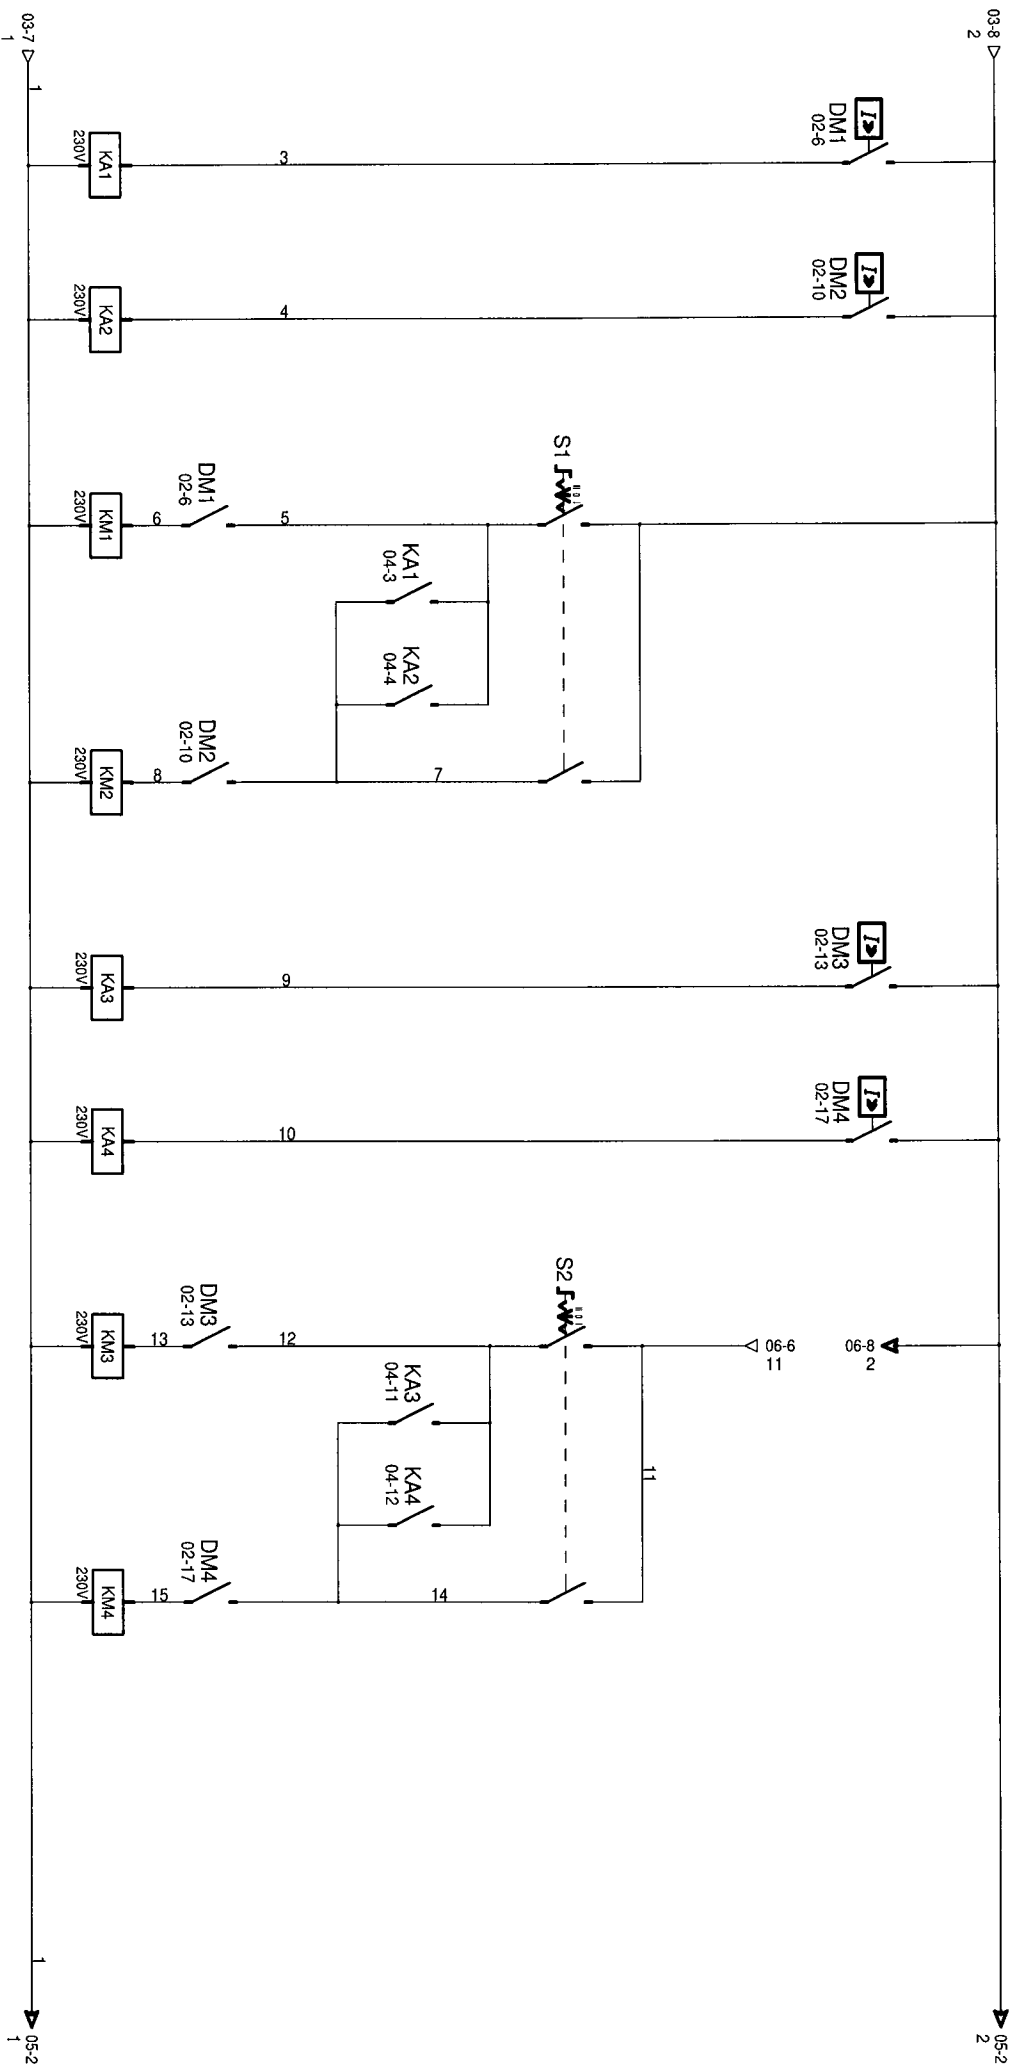 03-8
2
03-7
1
1
I>
DM1
02-6
3
KA1
230V
I>
DM2
02-10
4
KA2
230V
S1
I 0 II
DM1
02-6
5
6
KM1
230V
KA1
04-3
KA2
04-4
DM2
02-10
7
8
KM2
230V
I>
DM3
02-13
9
KA3
230V
I>
DM4
02-17
10
KA4
230V
06-8
2
06-6
11
S2
I 0 II
11
DM3
02-13
12
13
KM3
230V
KA3
04-11
KA4
04-12
DM4
02-17
14
15
KM4
230V
1
05-2
2
05-2
1